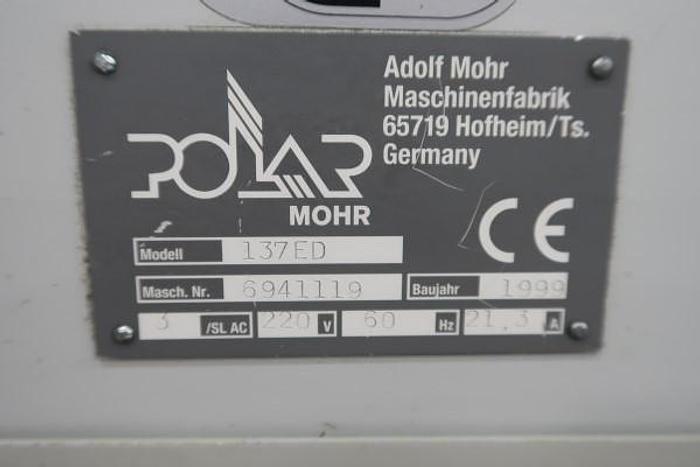 Adolf Mohr
Maschinenfabrik
65719 Hofheim/Ts.
Germany
POLAR
MOHR
Modell 137ED
Masch. Nr. 6941119 Baujahr 1999
3 /SL AC 220 V 60 Hz 21,3 A
CE